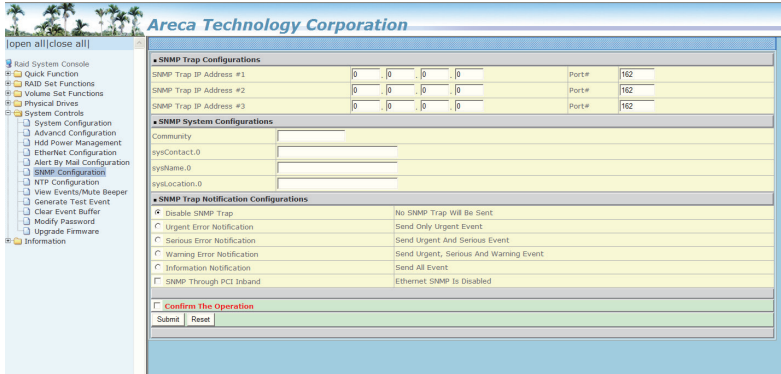 Areca Technology Corporation
|open all|close all|
Raid System Console
Quick Function
RAID Set Functions
Volume Set Functions
Physical Drives
System Controls
System Configuration
Advancd Configuration
Hdd Power Management
EtherNet Configuration
Alert By Mail Configuration
SNMP Configuration
NTP Configuration
View Events/Mute Beeper
Generate Test Event
Clear Event Buffer
Modify Password
Upgrade Firmware
Information
SNMP Trap Configurations
SNMP Trap IP Address #1 0 . 0 . 0 . 0 Port# 162
SNMP Trap IP Address #2 0 . 0 . 0 . 0 Port# 162
SNMP Trap IP Address #3 0 . 0 . 0 . 0 Port# 162
SNMP System Configurations
Community
sysContact.0
sysName.0
sysLocation.0
SNMP Trap Notification Configurations
Disable SNMP Trap No SNMP Trap Will Be Sent
Urgent Error Notification Send Only Urgent Event
Serious Error Notification Send Urgent And Serious Event
Warning Error Notification Send Urgent, Serious And Warning Event
Information Notification Send All Event
SNMP Through PCI Inband Ethernet SNMP Is Disabled
Confirm The Operation
Submit Reset